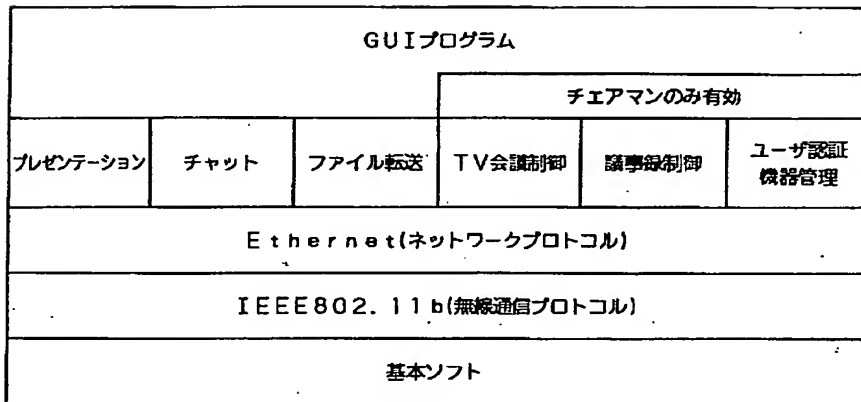 GUIプログラム
チェアマンのみ有効
プレゼンテーション
チャット
ファイル転送
TV会議制御
議事録制御
ユーザ認証
機器管理
Ethernet(ネットワークプロトコル)
IEEE802.11b(無線通信プロトコル)
基本ソフト